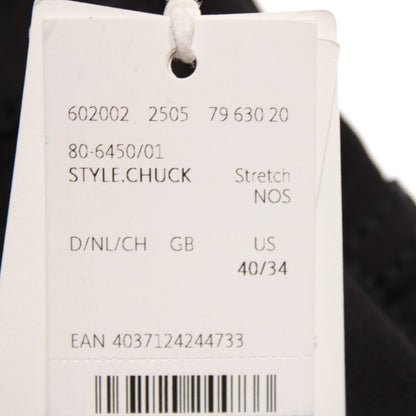 602002 2505 79 630 20
80-6450/01
STYLE.CHUCK Stretch
NOS
D/NL/CH GB US
40/34
EAN 4037124244733